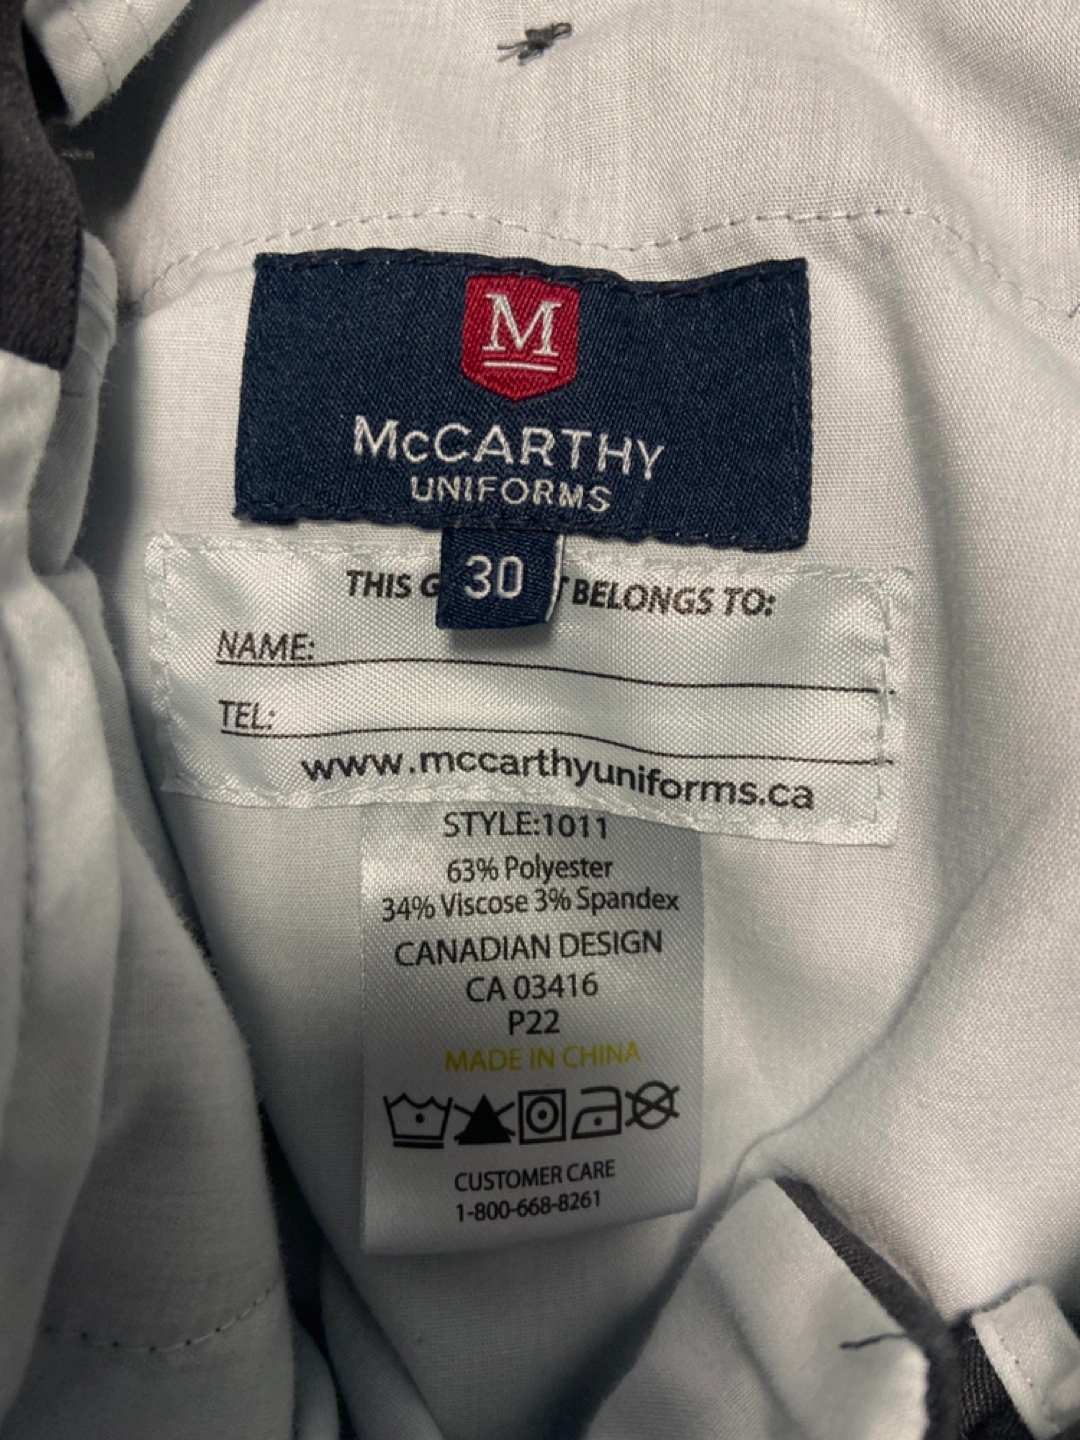 M
McCARTHY
UNIFORMS
30
THIS G T BELONGS TO:
NAME:
TEL:
www.mccarthyuniforms.ca
STYLE:1011
63% Polyester
34% Viscose 3% Spandex
CANADIAN DESIGN
CA 03416
P22
MADE IN CHINA
CUSTOMER CARE
1-800-668-8261